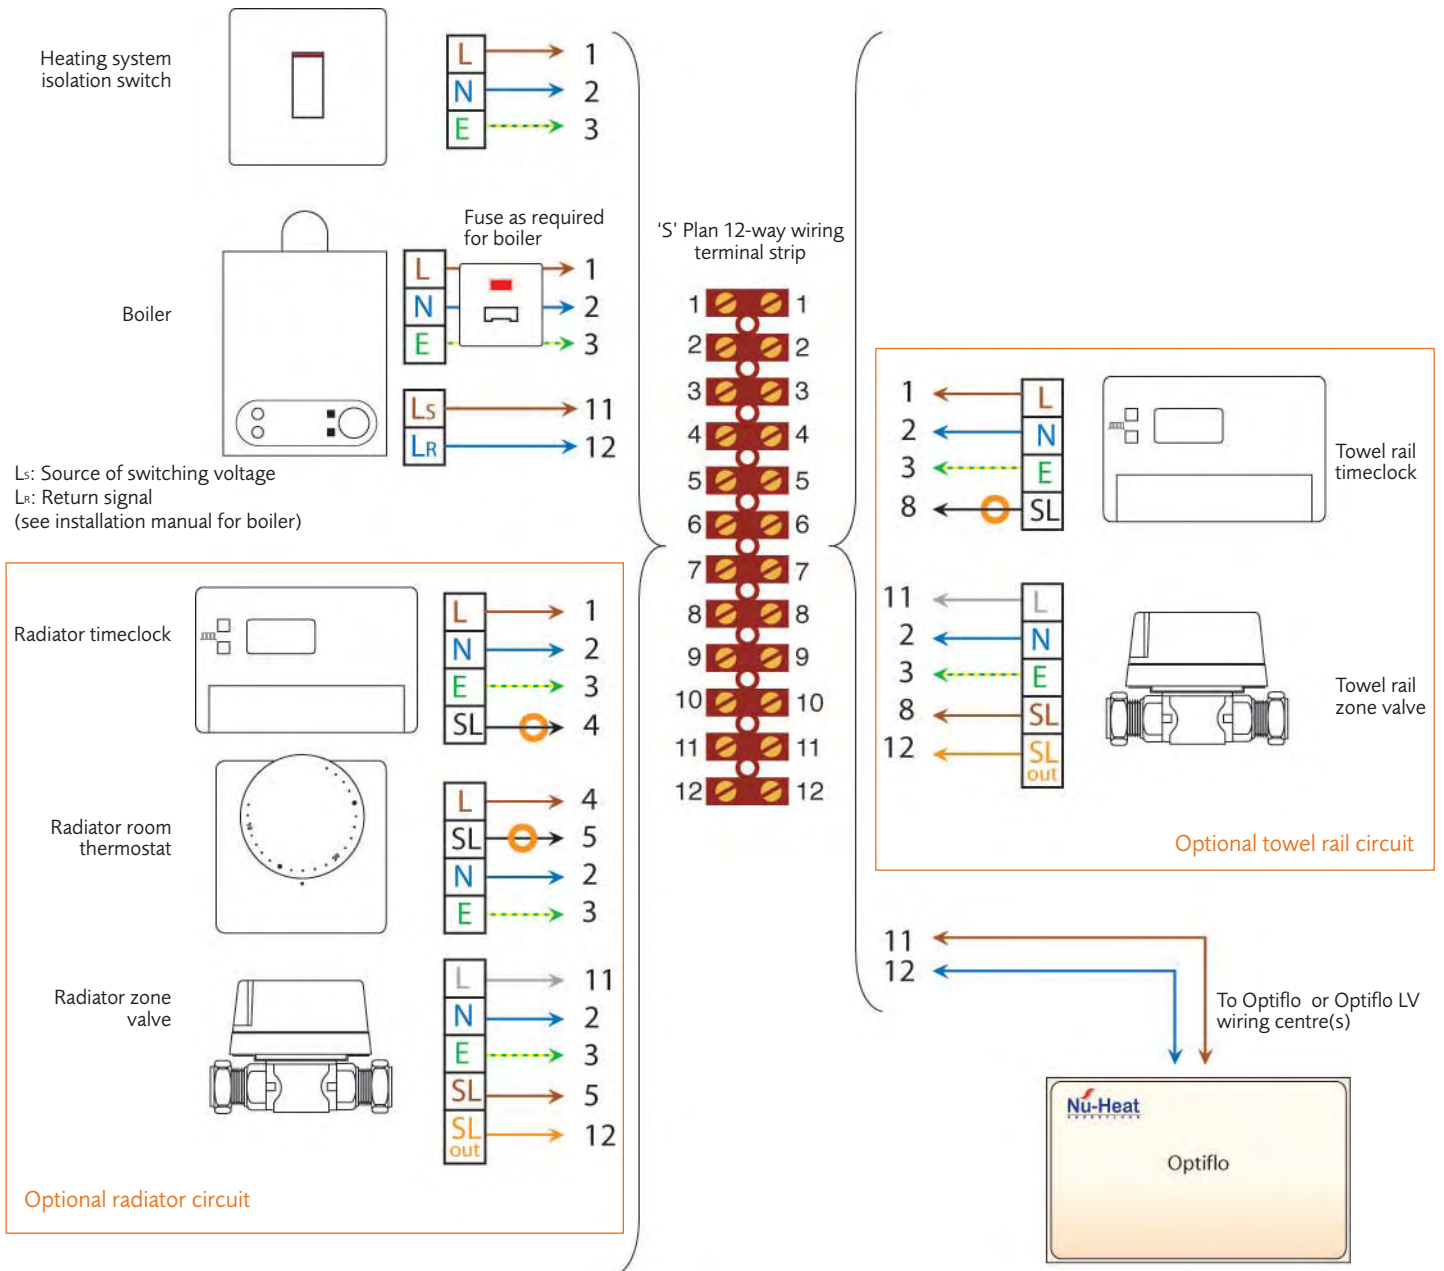 Heating system
isolation switch
L 1
N 2
E 3
Boiler
Fuse as required
for boiler
L 1
N 2
E 3
Ls 11
LR 12
Ls: Source of switching voltage
LR: Return signal
(see installation manual for boiler)
Radiator timeclock
L 1
N 2
E 3
SL 4
Radiator room
thermostat
L 4
SL 5
N 2
E 3
Radiator zone
valve
L 11
N 2
E 3
SL 5
SL out 12
Optional radiator circuit
'S' Plan 12-way wiring
terminal strip
1 1
2 2
3 3
4 4
5 5
6 6
7 7
8 8
9 9
10 10
11 11
12 12
1 L
2 N
3 E
8 SL
Towel rail
timeclock
11 L
2 N
3 E
8 SL
12 SL out
Towel rail
zone valve
Optional towel rail circuit
11
12
To Optiflo or Optiflo LV
wiring centre(s)
Nu-Heat
Optiflo